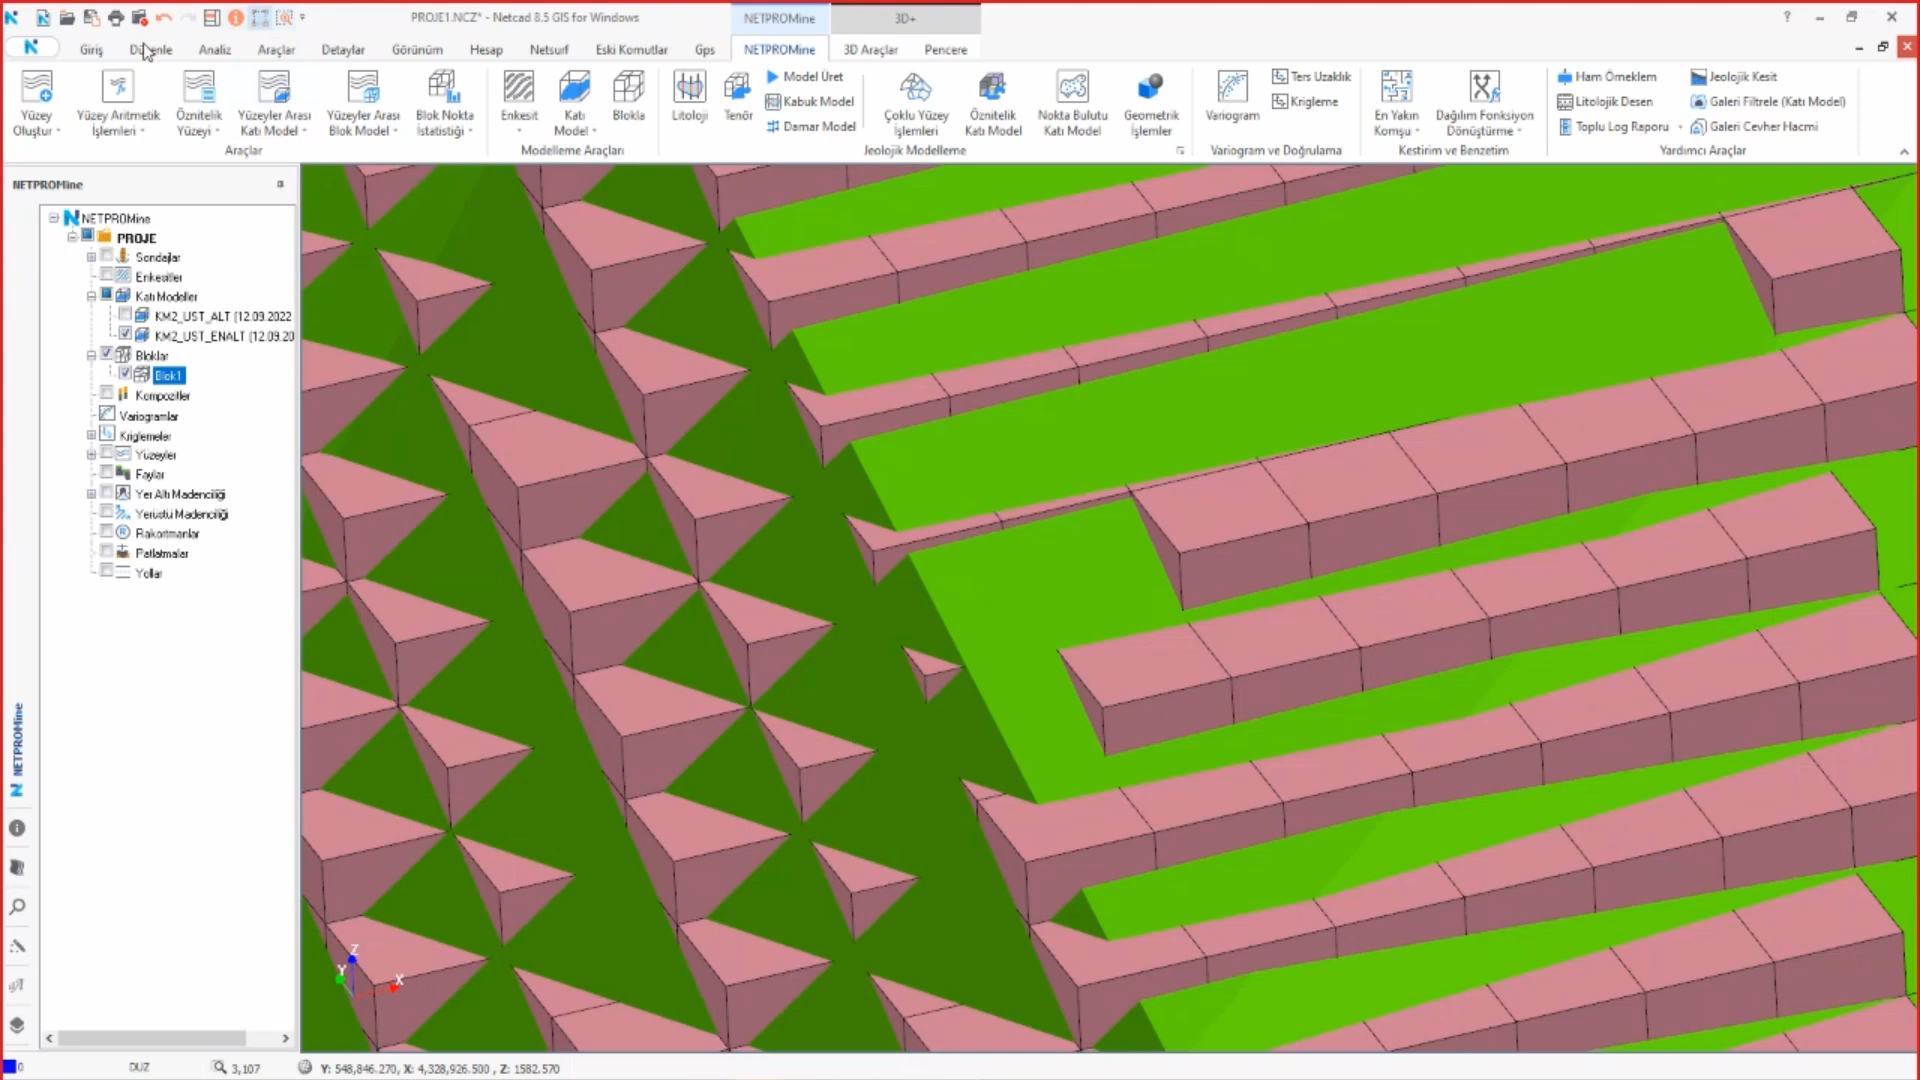 PROJE1.NCZ* - Netcad 8.5 GIS for Windows
NETPROMine
3D+
Giriş
Düzenle
Analiz
Araçlar
Detaylar
Görünüm
Hesap
Netsurf
Eski Komutlar
Gps
NETPROMine
3D Araçlar
Pencere
Yüzey Oluştur
Yüzey Aritmetik İşlemleri
Öznitelik Yüzeyi
Yüzeyler Arası Katı Model
Yüzeyler Arası Blok Model
Blok Nokta İstatistiği
Araçlar
Enkesit
Katı Model
Blokla
Modelleme Araçları
Litoloji
Tenör
Model Üret
Kabuk Model
Damar Model
Çoklu Yüzey İşlemleri
Öznitelik Katı Model
Nokta Bulutu Katı Model
Geometrik İşlemler
Jeolojik Modelleme
Variogram
Ters Uzaklık
Krigleme
Variogram ve Doğrulama
En Yakın Komşu
Dağılım Fonksiyon Dönüştürme
Kestirim ve Benzetim
Ham Örneklem
Litolojik Desen
Toplu Log Raporu
Jeolojik Kesit
Galeri Filtrele (Katı Model)
Galeri Cevher Hacmi
Yardımcı Araçlar
NETPROMine
NETPROMine
PROJE
Sondajlar
Enkesitler
Katı Modeller
KM2_UST_ALT (12.09.2022
KM2_UST_ENALT (12.09.20
Bloklar
Blok1
Kompozitler
Variogramlar
Kriglemeler
Yüzeyler
Faylar
Yer Altı Madenciliği
Yerüstü Madenciliği
Rakortmanlar
Patlatmalar
Yollar
NETPROMine
Z
Y
X
0
DUZ
3,107
Y: 548,846.270, X: 4,328,926.500 , Z: 1582.570